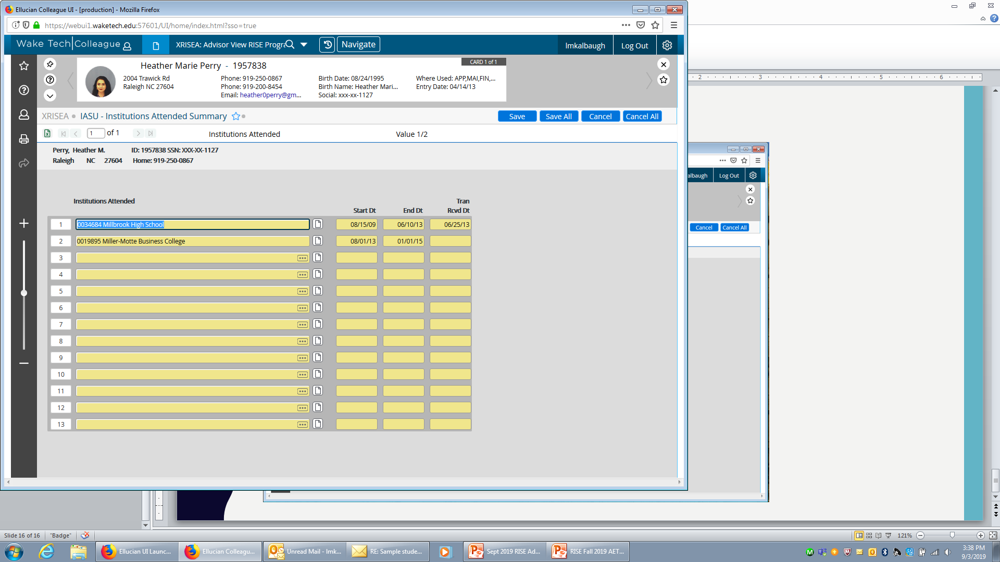 Ellucian Colleague UI - [production] - Mozilla Firefox
https://webui1.waketech.edu:57601/UI/home/index.html?sso=true
Wake Tech Colleague
XRISEA: Advisor View RISE Progra
Navigate
lmkalbaugh
Log Out
CARD 1 of 1
Heather Marie Perry - 1957838
2004 Trawick Rd
Raleigh NC 27604
Phone: 919-250-0867
Phone: 919-200-8454
Email: heather0perry@gm...
Birth Date: 08/24/1995
Birth Name: Heather Mari...
Social: xxx-xx-1127
Where Used: APP,MAI,FIN,...
Entry Date: 04/14/13
XRISEA IASU - Institutions Attended Summary
Save
Save All
Cancel
Cancel All
1 of 1
Institutions Attended
Value 1/2
Perry, Heather M. ID: 1957838 SSN: XXX-XX-1127
Raleigh NC 27604 Home: 919-250-0867
Institutions Attended
Start Dt
End Dt
Tran
Rcvd Dt
1 0034684 Millbrook High School 08/15/09 06/10/13 06/25/13
2 0019895 Miller-Motte Business College 08/01/13 01/01/15
3
4
5
6
7
8
9
10
11
12
13
2 3 4 5 6
albaugh
Log Out
Cancel
Cancel All
Slide 16 of 16
"Badge"
121%
Ellucian UI Launc...
Ellucian Colleagu...
Unread Mail - lmk...
RE: Sample stude...
Sept 2019 RISE Ad...
RISE Fall 2019 AET...
3:38 PM
9/3/2019